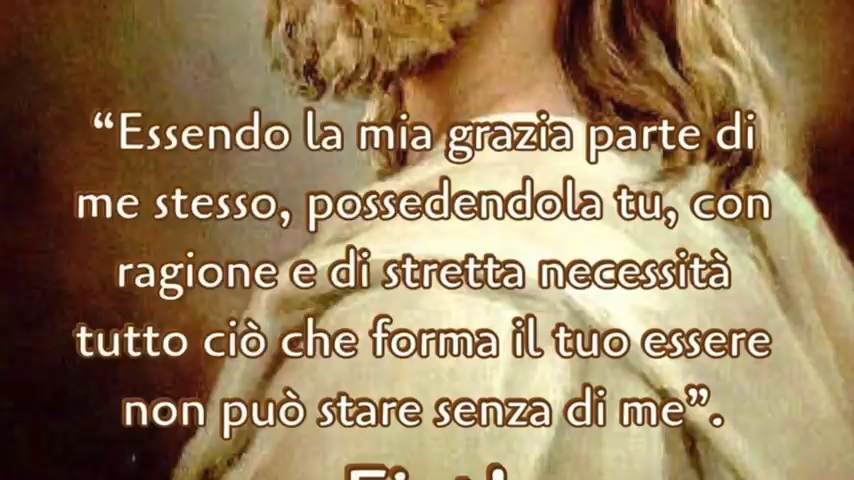 “Essendo la mia grazia parte di
me stesso, possedendola tu, con
ragione e di stretta necessità
tutto ciò che forma il tuo essere
non può stare senza di me”.